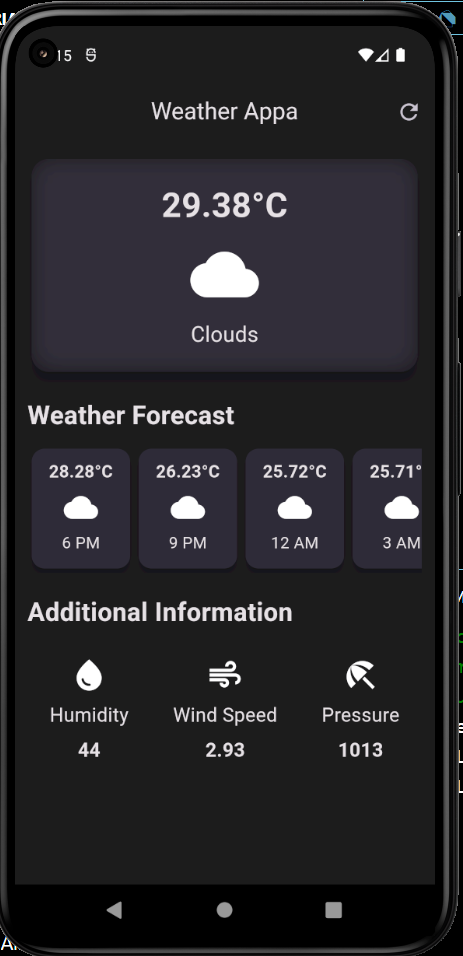 15
Weather Appa
29.38°C
Clouds
Weather Forecast
28.28°C 26.23°C 25.72°C 25.71°
6 PM 9 PM 12 AM 3 AM
Additional Information
Humidity Wind Speed Pressure
44 2.93 1013